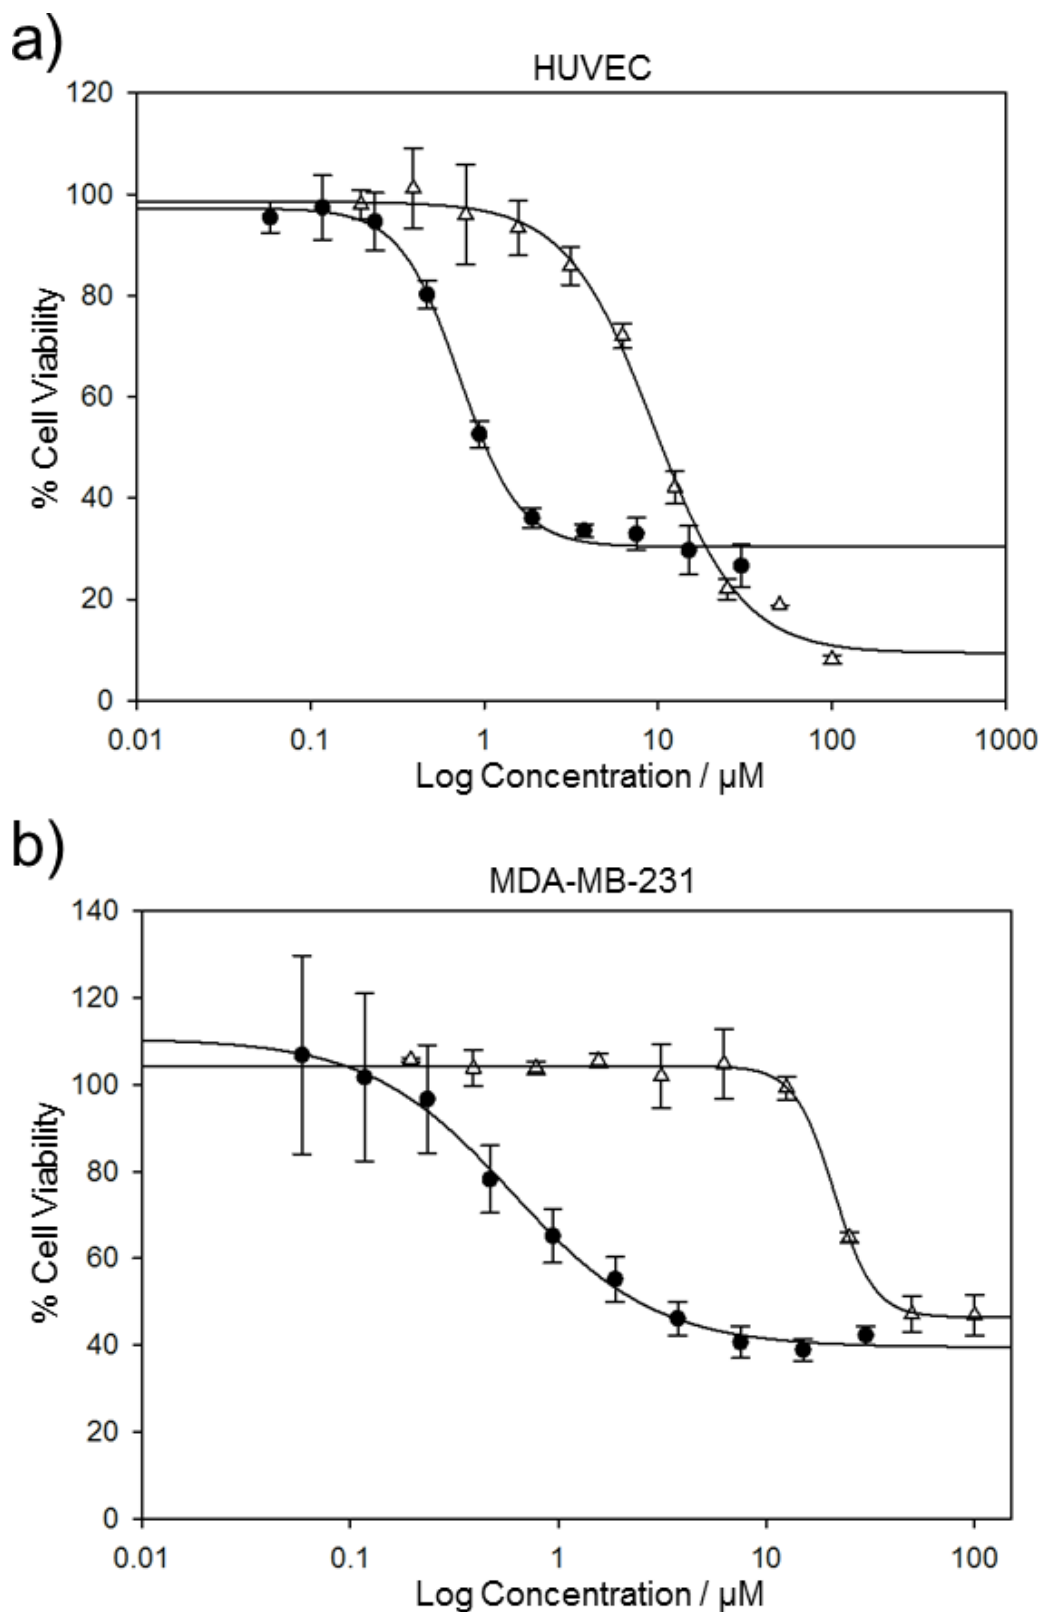 a)
HUVEC
120
100
80
60
40
20
0
% Cell Viability
0.01 0.1 1 10 100 1000
Log Concentration / µM
b)
MDA-MB-231
140
120
100
80
60
40
20
0
% Cell Viability
0.01 0.1 1 10 100
Log Concentration / µM